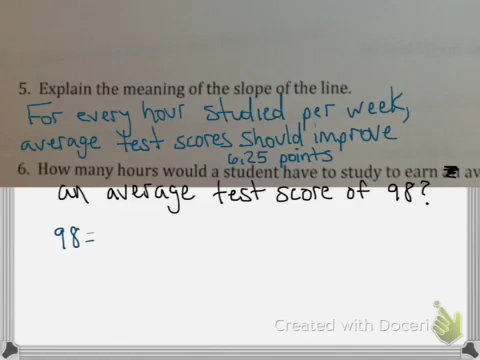 5. Explain the meaning of the slope of the line.
For every hour studied per week,
average test scores should improve
6.25 points
6. How many hours would a student have to study to earn
an average test score of 98?
98=
Created with Doceri